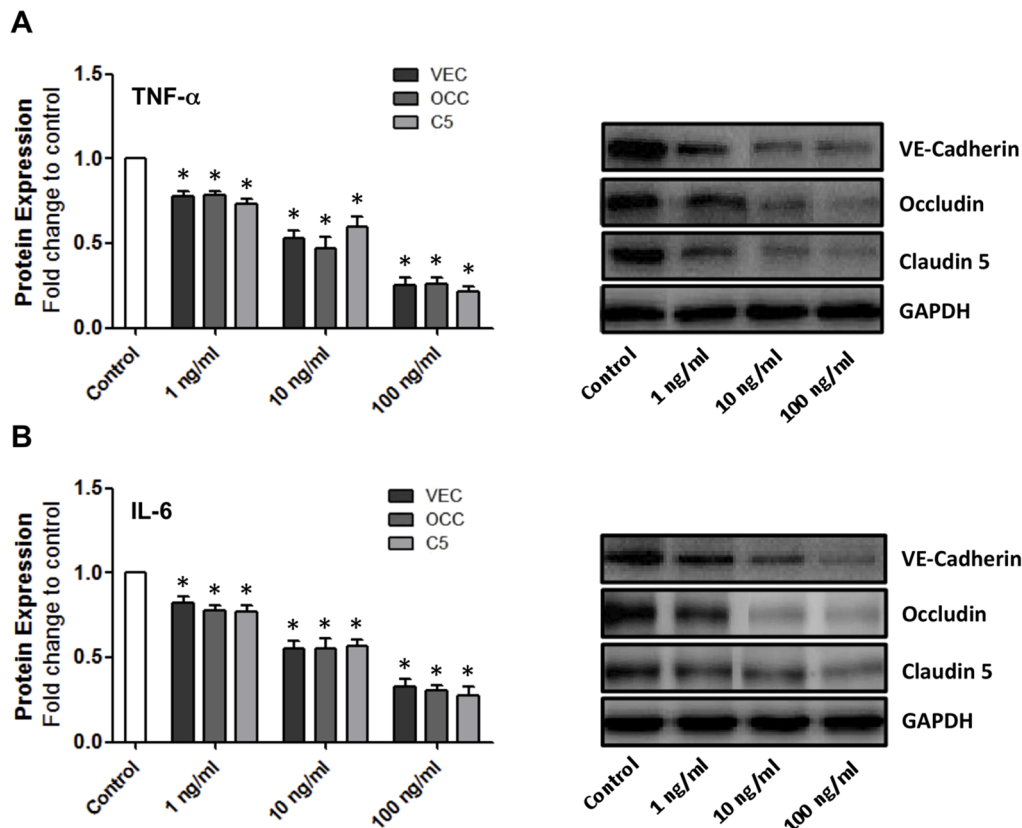 A
Protein Expression
Fold change to control
1.5
1.0
0.5
0.0
TNF-α
VEC
OCC
C5
* * *
* * *
* * *
Control
1 ng/ml
10 ng/ml
100 ng/ml
VE-Cadherin
Occludin
Claudin 5
GAPDH
Control
1 ng/ml
10 ng/ml
100 ng/ml
B
Protein Expression
Fold change to control
1.5
1.0
0.5
0.0
IL-6
VEC
OCC
C5
* * *
* * *
* * *
Control
1 ng/ml
10 ng/ml
100 ng/ml
VE-Cadherin
Occludin
Claudin 5
GAPDH
Control
1 ng/ml
10 ng/ml
100 ng/ml